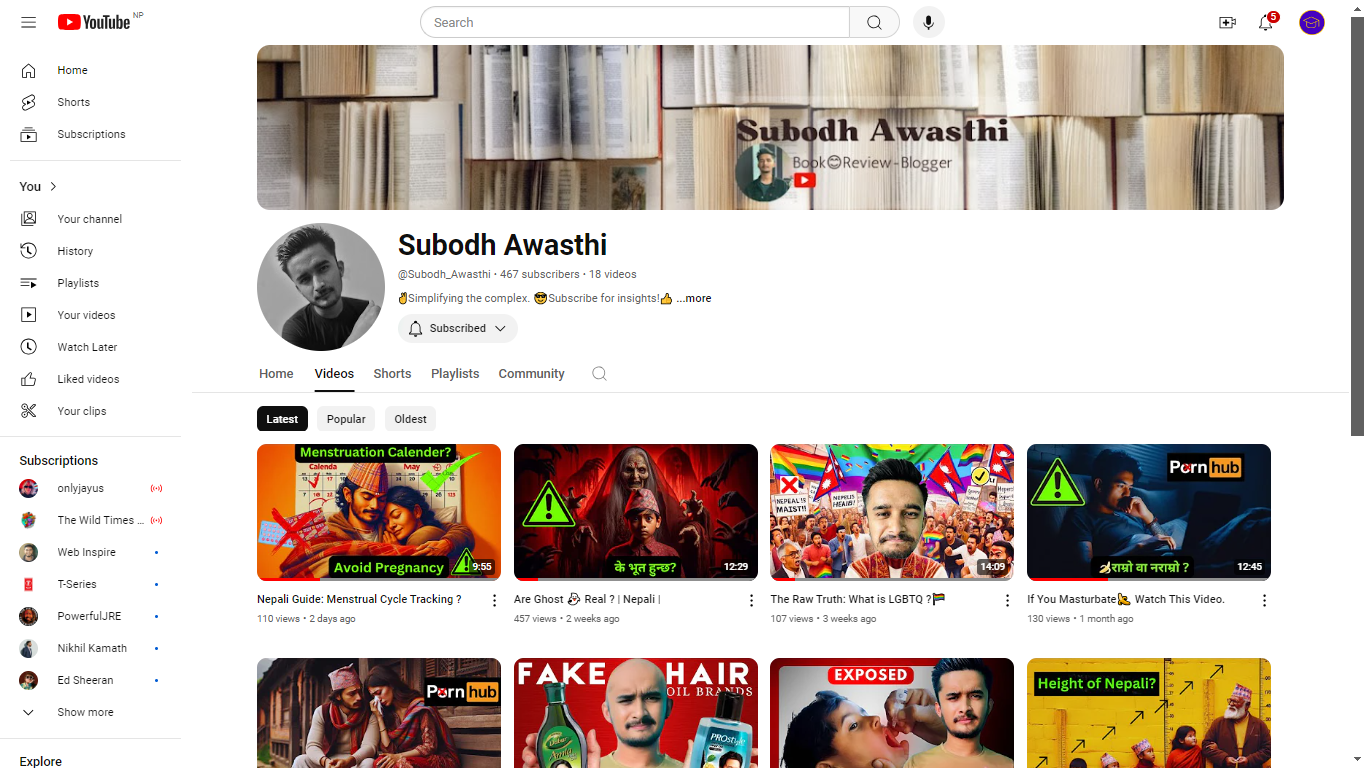 YouTube NP
Search
5
Home
Shorts
Subscriptions
You
Your channel
History
Playlists
Your videos
Watch Later
Liked videos
Your clips
Subscriptions
onlyjayus
The Wild Times ...
Web Inspire
T-Series
PowerfulJRE
Nikhil Kamath
Ed Sheeran
Show more
Explore
Subodh Awasthi
Book😊Review-Blogger
Subodh Awasthi
@Subodh_Awasthi • 467 subscribers • 18 videos
✌Simplifying the complex. 😎Subscribe for insights!👍 ...more
Subscribed
Home Videos Shorts Playlists Community
Latest Popular Oldest
Menstruation Calender?
May
Avoid Pregnancy
9:55
Nepali Guide: Menstrual Cycle Tracking ?
110 views • 2 days ago
के भूत हुन्छ?
12:29
Are Ghost 👻 Real ? | Nepali |
457 views • 2 weeks ago
14:09
The Raw Truth: What is LGBTQ ?🏳️‍🌈
107 views • 3 weeks ago
Porn hub
🍌राम्रो वा नराम्रो ?
12:45
If You Masturbate💪 Watch This Video.
130 views • 1 month ago
Porn hub
FAKE HAIR
OIL BRANDS
Dabur
Amla
PROstyle
EXPOSED
Height of Nepali?